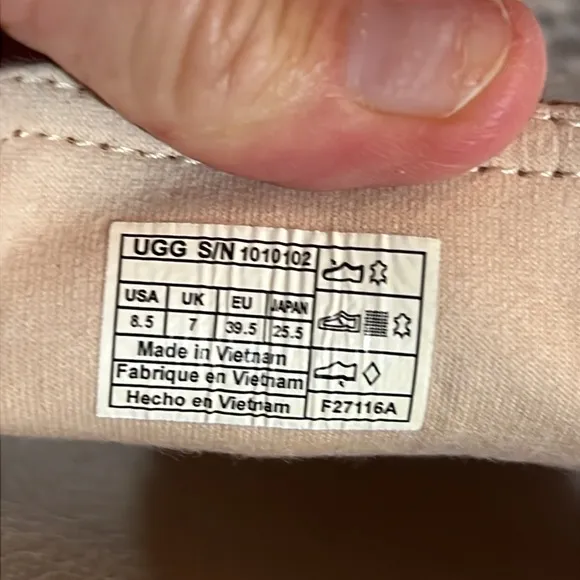 UGG S/N 1010102
USA UK EU JAPAN
8.5 7 39.5 25.5
Made in Vietnam
Fabrique en Vietnam
Hecho en Vietnam
F27116A